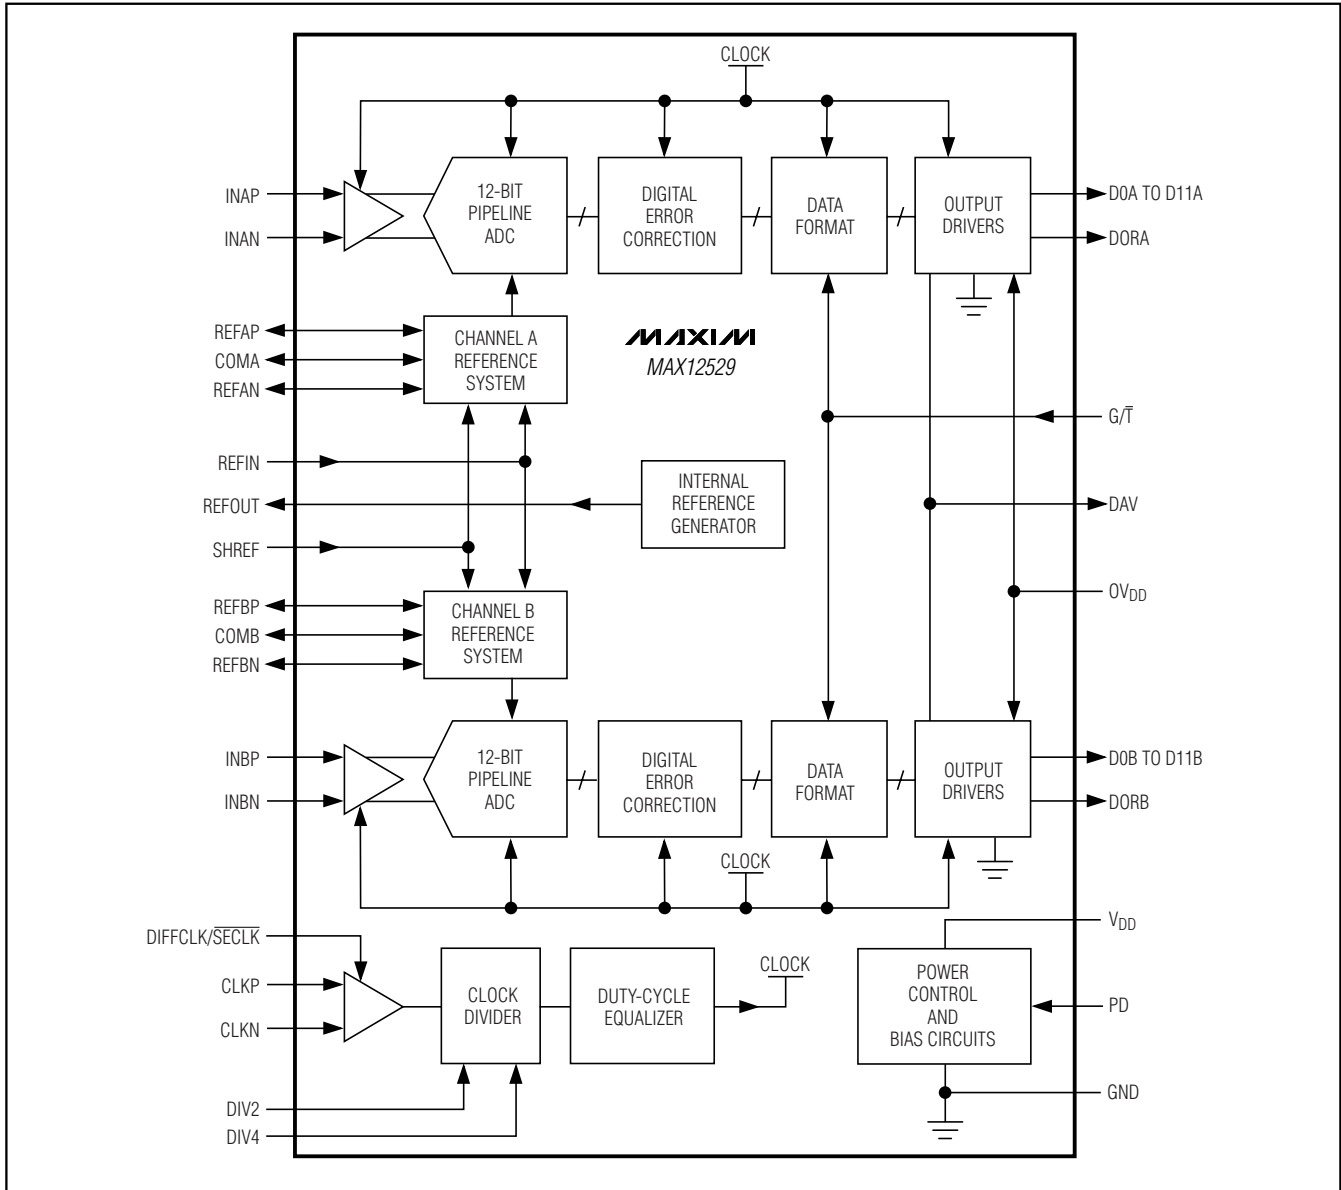 CLOCK
INAP
INAN
12-BIT
PIPELINE
ADC
DIGITAL
ERROR
CORRECTION
DATA
FORMAT
OUTPUT
DRIVERS
D0A TO D11A
DORA
REFAP
COMA
REFAN
CHANNEL A
REFERENCE
SYSTEM
MAXIM
MAX12529
G/T̅
REFIN
REFOUT
SHREF
INTERNAL
REFERENCE
GENERATOR
DAV
OVDD
REFBP
COMB
REFBN
CHANNEL B
REFERENCE
SYSTEM
INBP
INBN
12-BIT
PIPELINE
ADC
DIGITAL
ERROR
CORRECTION
DATA
FORMAT
OUTPUT
DRIVERS
D0B TO D11B
DORB
CLOCK
DIFFCLK/S̅E̅C̅L̅K̅
CLKP
CLKN
CLOCK
DIVIDER
DUTY-CYCLE
EQUALIZER
CLOCK
VDD
POWER
CONTROL
AND
BIAS CIRCUITS
PD
GND
DIV2
DIV4